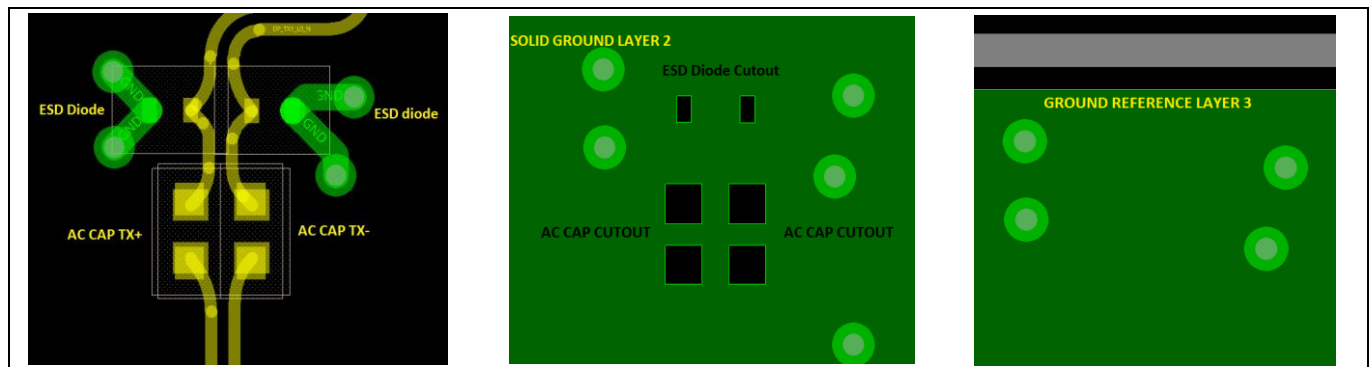 DP_TX1_L0_N
GND
GND
GND
GND
ESD Diode
ESD diode
AC CAP TX+
AC CAP TX-
SOLID GROUND LAYER 2
ESD Diode Cutout
AC CAP CUTOUT
AC CAP CUTOUT
GROUND REFERENCE LAYER 3